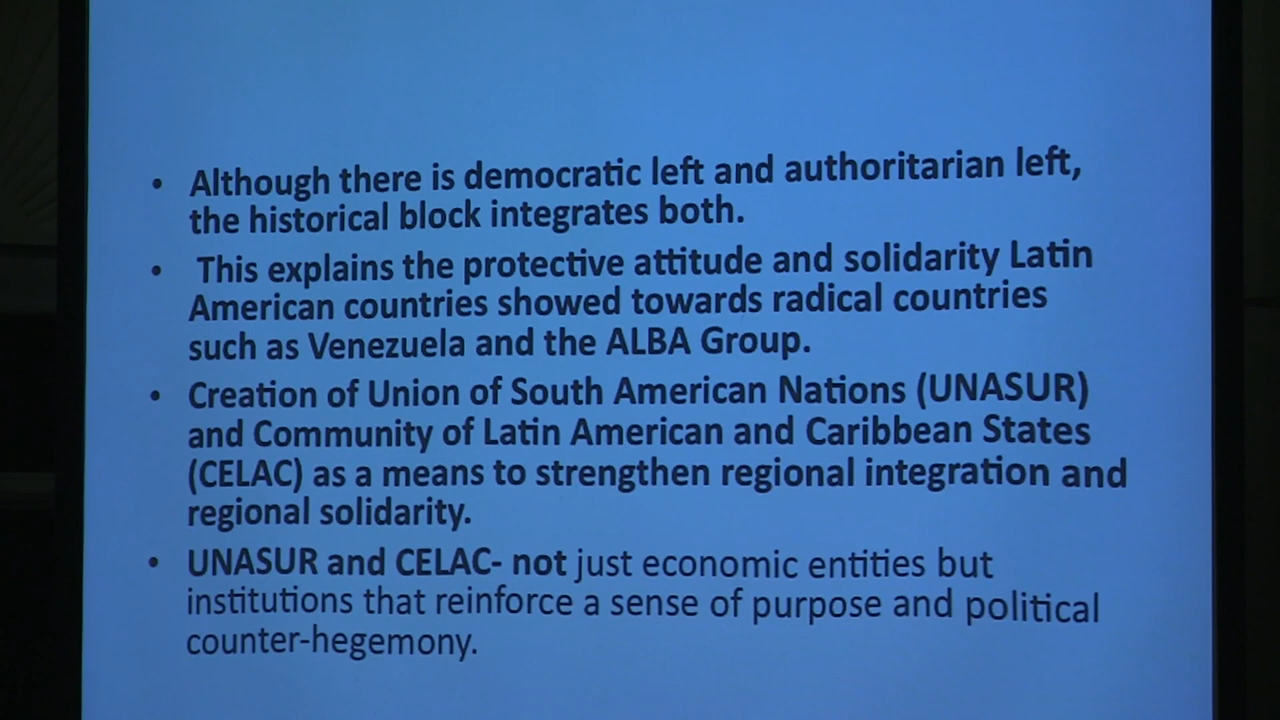 • Although there is democratic left and authoritarian left,
the historical block integrates both.
• This explains the protective attitude and solidarity Latin
American countries showed towards radical countries
such as Venezuela and the ALBA Group.
• Creation of Union of South American Nations (UNASUR)
and Community of Latin American and Caribbean States
(CELAC) as a means to strengthen regional integration and
regional solidarity.
• UNASUR and CELAC- not just economic entities but
institutions that reinforce a sense of purpose and political
counter-hegemony.